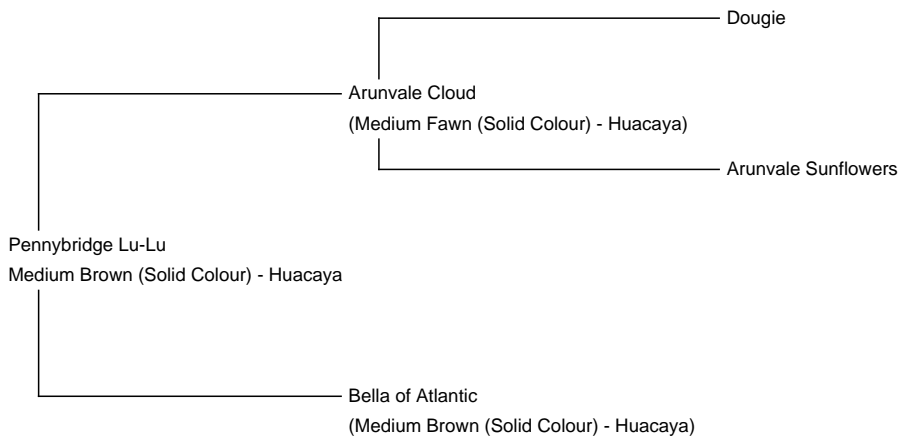 Dougie
Arunvale Cloud
(Medium Fawn (Solid Colour) - Huacaya)
Arunvale Sunflowers
Pennybridge Lu-Lu
Medium Brown (Solid Colour) - Huacaya
Bella of Atlantic
(Medium Brown (Solid Colour) - Huacaya)